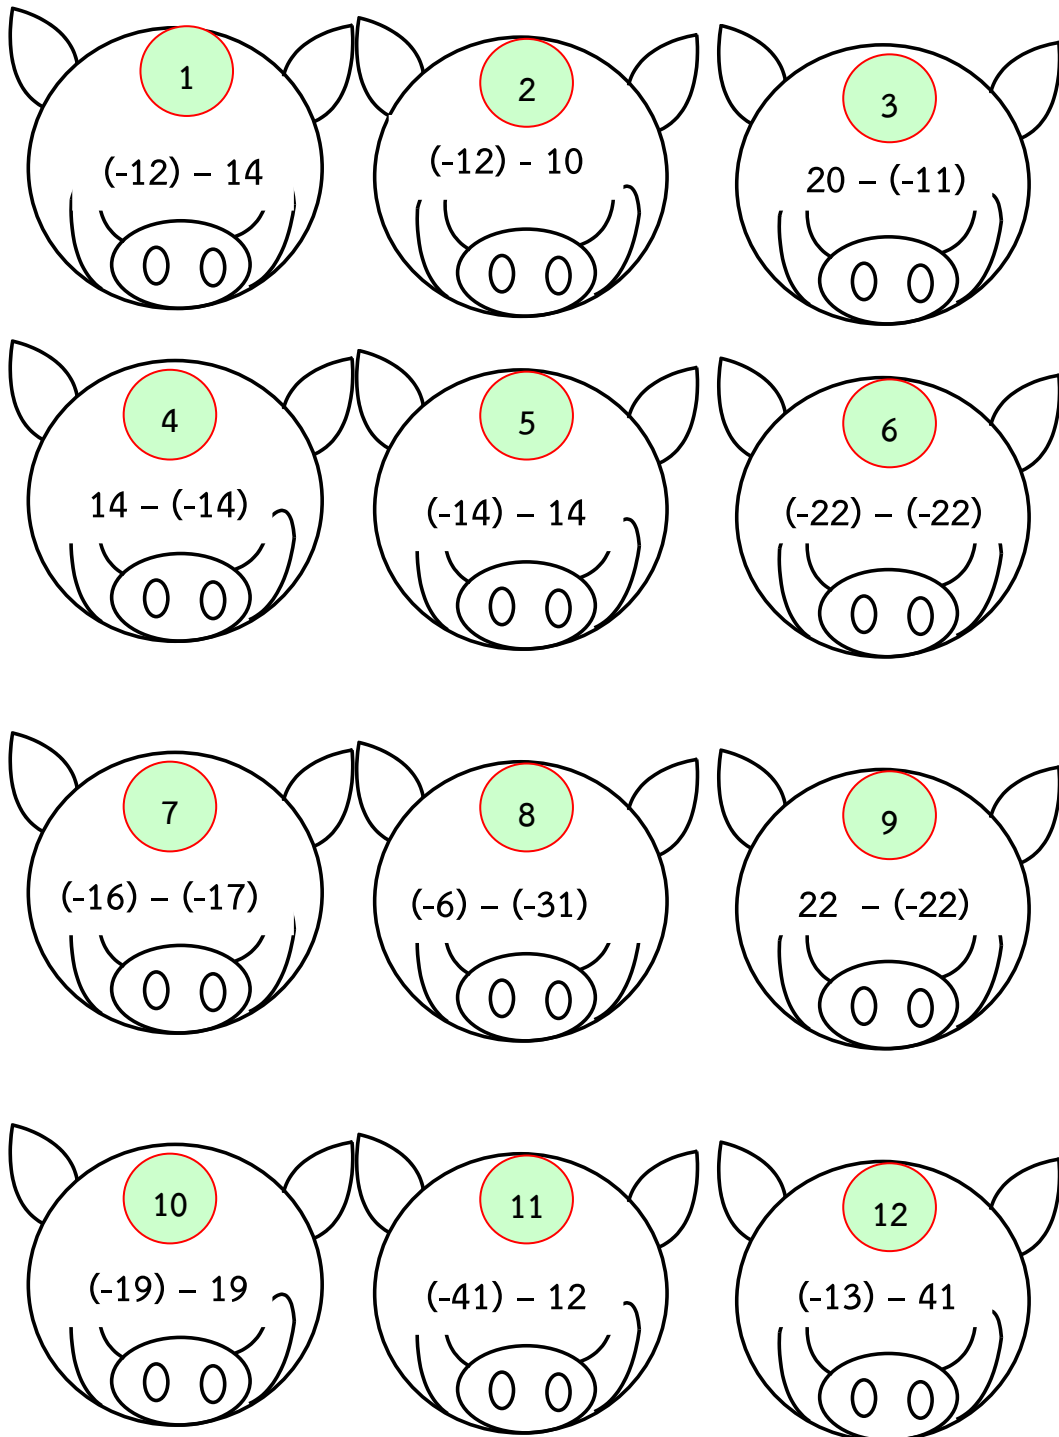 1
(-12) – 14
2
(-12) - 10
3
20 – (-11)
4
14 – (-14)
5
(-14) – 14
6
(-22) – (-22)
7
(-16) – (-17)
8
(-6) – (-31)
9
22 – (-22)
10
(-19) – 19
11
(-41) – 12
12
(-13) – 41